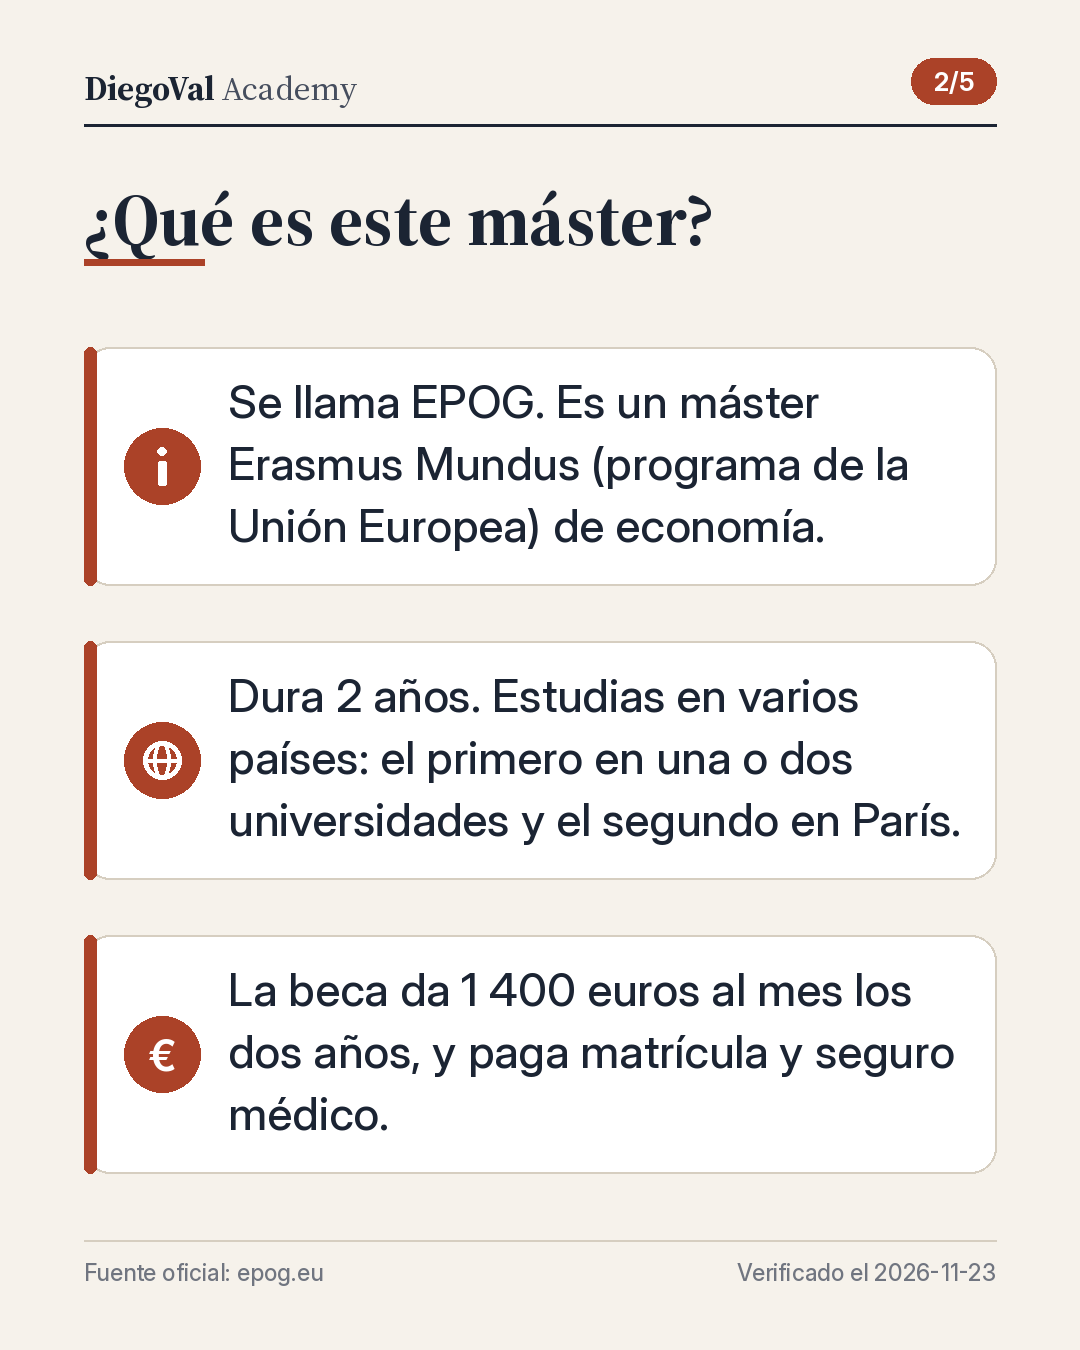 DiegoVal Academy
2/5
¿Qué es este máster?
Se llama EPOG. Es un máster
Erasmus Mundus (programa de la
Unión Europea) de economía.
Dura 2 años. Estudias en varios
países: el primero en una o dos
universidades y el segundo en París.
€
La beca da 1 400 euros al mes los
dos años, y paga matrícula y seguro
médico.
Fuente oficial: epog.eu
Verificado el 2026-11-23